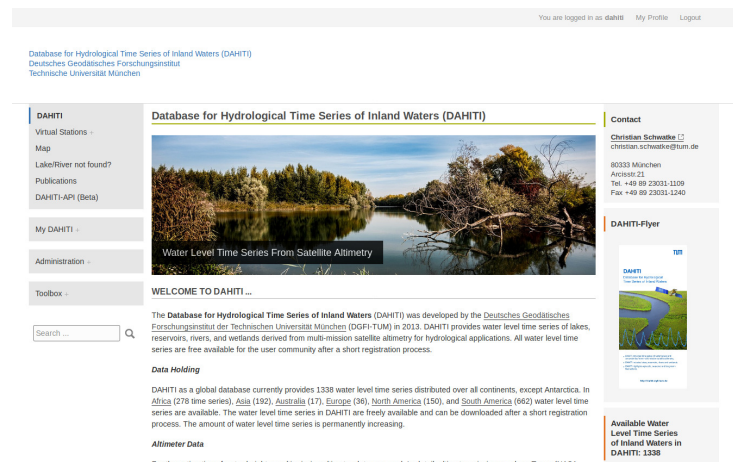 You are logged in as dahiti My Profile Logout
Database for Hydrological Time Series of Inland Waters (DAHITI)
Deutsches Geodätisches Forschungsinstitut
Technische Universität München
DAHITI
Virtual Stations +
Map
Lake/River not found?
Publications
DAHITI-API (Beta)
My DAHITI +
Administration +
Toolbox +
Search ...
Database for Hydrological Time Series of Inland Waters (DAHITI)
Water Level Time Series From Satellite Altimetry
WELCOME TO DAHITI ...
The Database for Hydrological Time Series of Inland Waters (DAHITI) was developed by the Deutsches Geodätisches
Forschungsinstitut der Technischen Universität München (DGFI-TUM) in 2013. DAHITI provides water level time series of lakes,
reservoirs, rivers, and wetlands derived from multi-mission satellite altimetry for hydrological applications. All water level time
series are free available for the user community after a short registration process.
Data Holding
DAHITI as a global database currently provides 1338 water level time series distributed over all continents, except Antarctica. In
Africa (278 time series), Asia (192), Australia (17), Europe (36), North America (150), and South America (662) water level time
series are available. The water level time series in DAHITI are freely available and can be downloaded after a short registration
process. The amount of water level time series is permanently increasing.
Altimeter Data
Contact
Christian Schwatke
christian.schwatke@tum.de
80333 München
Arcisstr.21
Tel. +49 89 23031-1109
Fax +49 89 23031-1240
DAHITI-Flyer
TUM
DAHITI
Database for Hydrological
Time Series of Inland Waters
Available Water
Level Time Series
of Inland Waters in
DAHITI: 1338